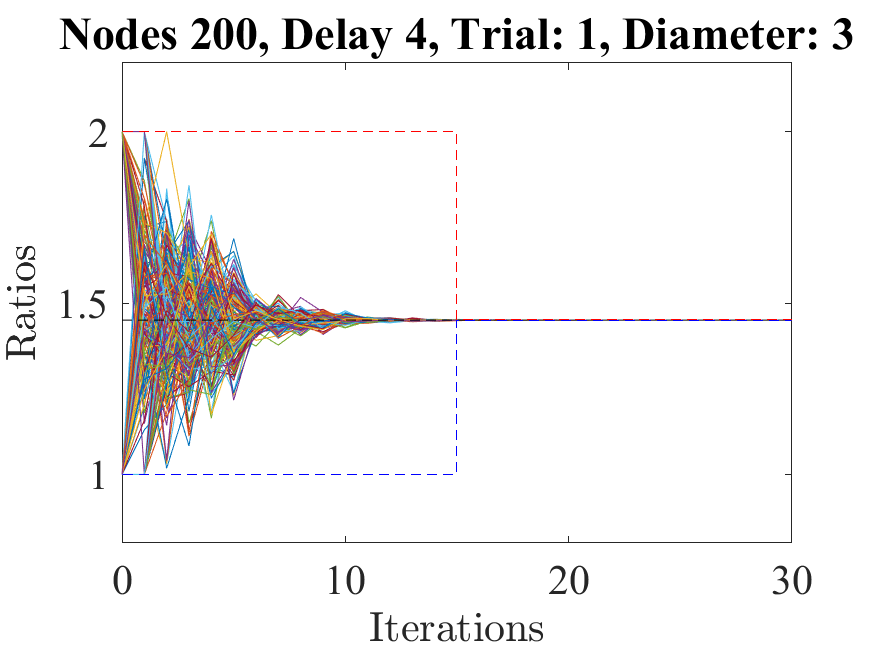 Nodes 200, Delay 4, Trial: 1, Diameter: 3
2
1.5
1
Ratios
0 10 20 30
Iterations